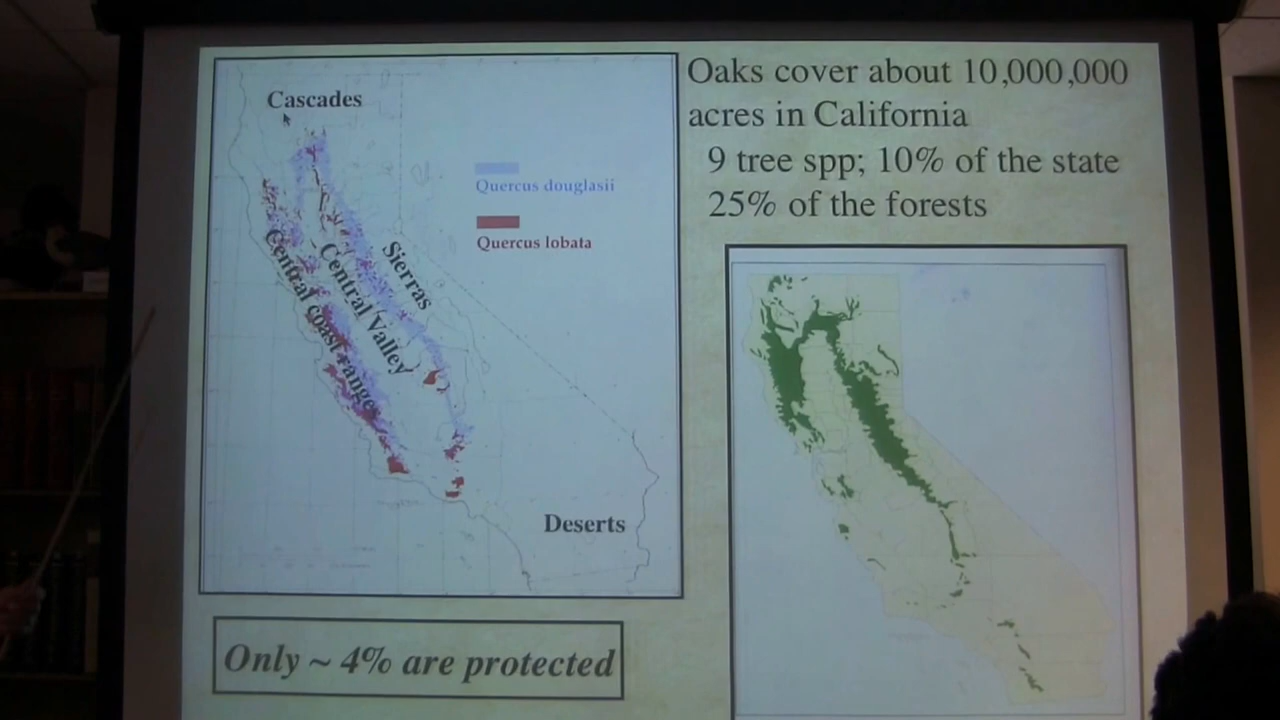 Oaks cover about 10,000,000
acres in California
9 tree spp; 10% of the state
25% of the forests
Cascades
Quercus douglasii
Quercus lobata
Sierras
Central Valley
Central coast range
Deserts
Only ~ 4% are protected